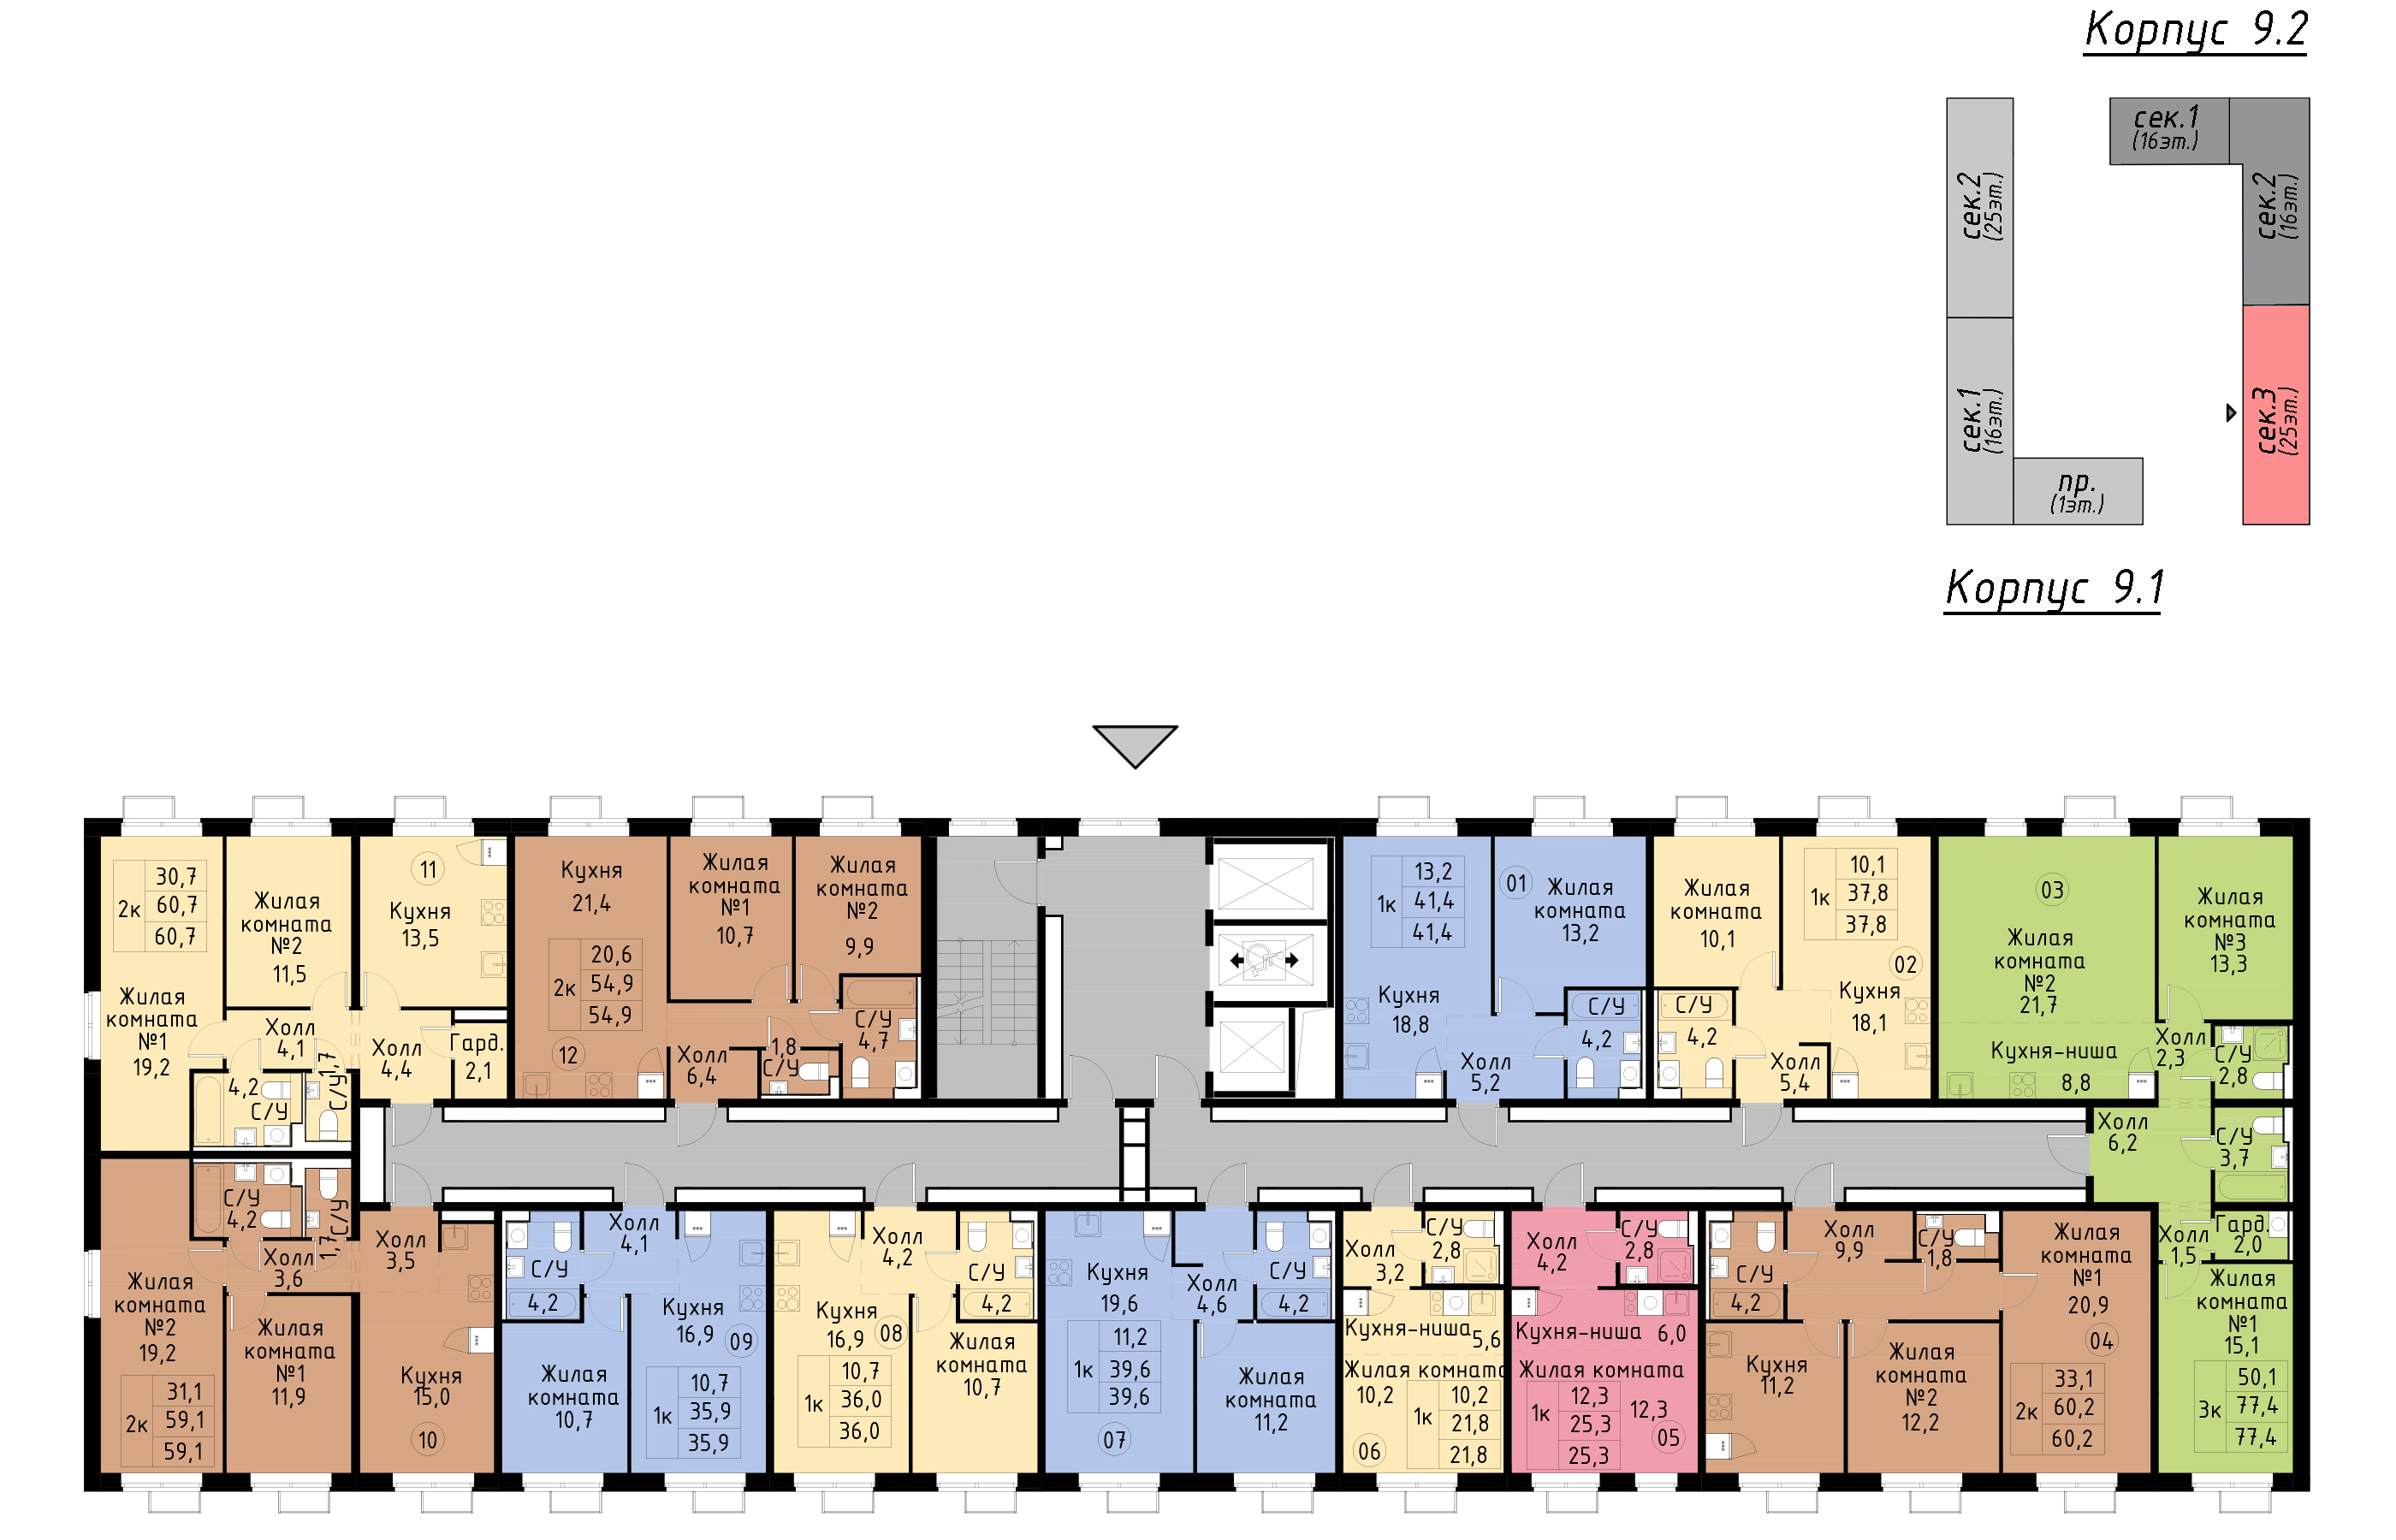 Корпус 9.2
сек.1
(16эт.)
сек.2
(25эт.)
сек.2
(16эт.)
сек.1
(16эт.)
сек.3
(25эт.)
пр.
(1эт.)
Корпус 9.1
2к
30,7
60,7
60,7
Жилая
комната
№1
19,2
Жилая
комната
№2
11,5
11
Кухня
13,5
Холл
4,1
Холл
4,4
Гард.
2,1
4,2
С/У
С/У
1,7
Кухня
21,4
2к
20,6
54,9
54,9
12
Жилая
комната
№1
10,7
Жилая
комната
№2
9,9
Холл
6,4
1,8
С/У
С/У
4,7
1к
13,2
41,4
41,4
01
Жилая
комната
13,2
Кухня
18,8
Холл
5,2
С/У
4,2
Жилая
комната
10,1
1к
10,1
37,8
37,8
02
Кухня
18,1
С/У
4,2
Холл
5,4
03
Жилая
комната
№2
21,7
Кухня-ниша
8,8
Жилая
комната
№3
13,3
Холл
2,3
С/У
2,8
Холл
6,2
С/У
3,7
Холл
1,5
Гард.
2,0
Жилая
комната
№1
15,1
3к
50,1
77,4
77,4
С/У
4,2
С/У
1,7
Холл
3,6
Холл
3,5
Жилая
комната
№2
19,2
2к
31,1
59,1
59,1
Жилая
комната
№1
11,9
Кухня
15,0
10
С/У
4,2
Холл
4,1
Кухня
16,9
09
Жилая
комната
10,7
1к
10,7
35,9
35,9
Холл
4,2
С/У
4,2
Кухня
16,9
08
1к
10,7
36,0
36,0
Жилая
комната
10,7
Кухня
19,6
Холл
4,6
С/У
4,2
1к
11,2
39,6
39,6
07
Жилая
комната
11,2
Холл
3,2
С/У
2,8
Кухня-ниша
5,6
Жилая комната
10,2
1к
10,2
21,8
21,8
06
Холл
4,2
С/У
2,8
Кухня-ниша 6,0
Жилая комната
12,3
1к
12,3
25,3
25,3
05
С/У
4,2
Холл
9,9
С/У
1,8
Жилая
комната
№1
20,9
04
Кухня
11,2
Жилая
комната
№2
12,2
2к
33,1
60,2
60,2